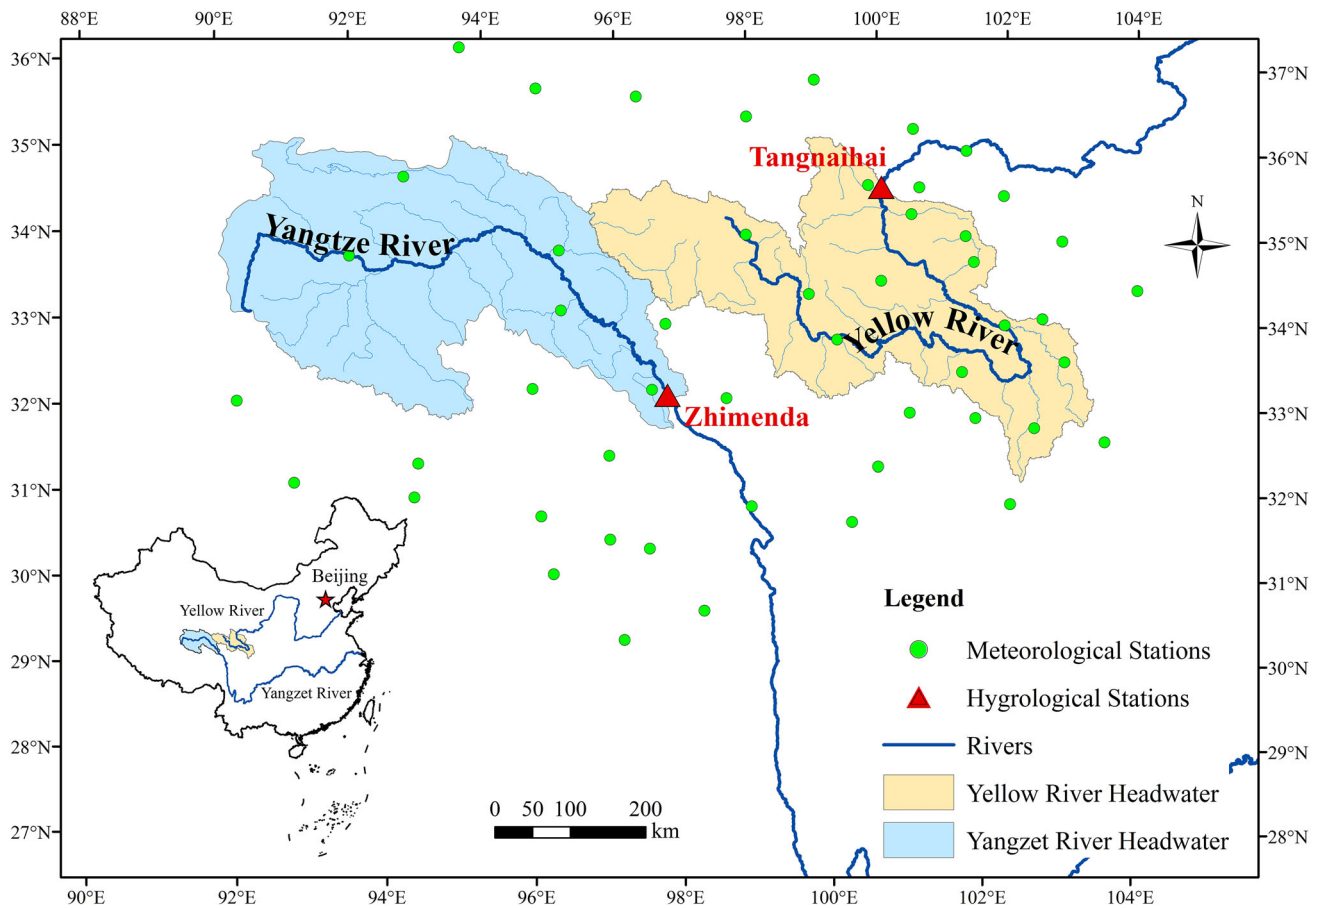 88°E 90°E 92°E 94°E 96°E 98°E 100°E 102°E 104°E
36°N
37°N
35°N
36°N
Tangnaihai
N
34°N
35°N
Yangtze River
33°N
34°N
Yellow River
32°N
33°N
Zhimenda
31°N
32°N
30°N
31°N
Beijing
Yellow River
Yangzet River
29°N
30°N
28°N
29°N
27°N
28°N
Legend
Meteorological Stations
Hygrological Stations
Rivers
Yellow River Headwater
Yangzet River Headwater
0 50 100 200
km
90°E 92°E 94°E 96°E 98°E 100°E 102°E 104°E